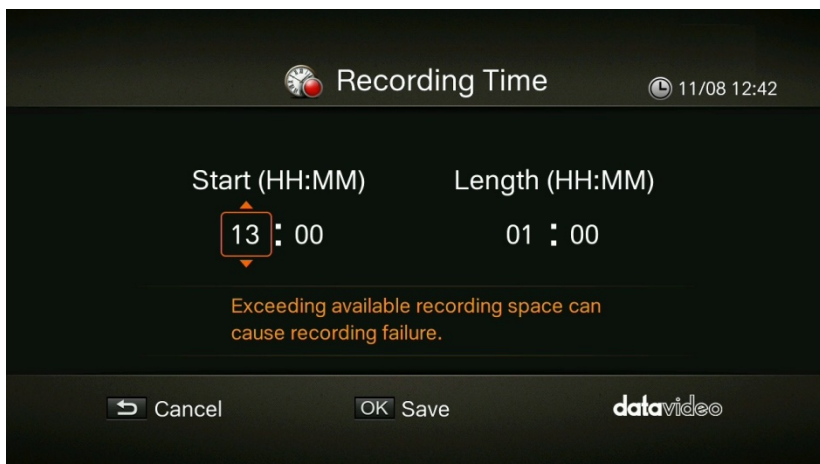 Recording Time
11/08 12:42
Start (HH:MM) Length (HH:MM)
13 : 00 01 : 00
Exceeding available recording space can
cause recording failure.
Cancel OK Save datavideo